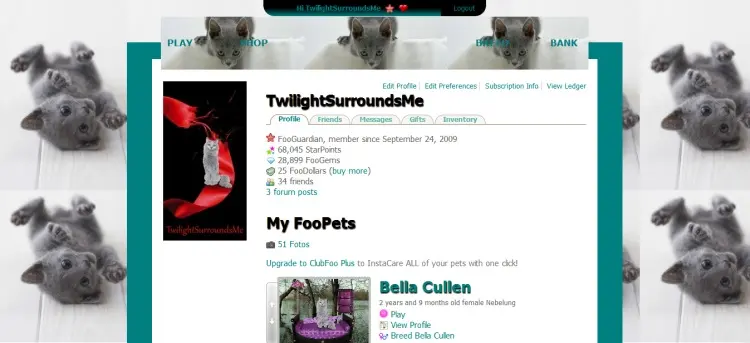 Hi TwilightSurroundsMe
Logout
PLAY SHOP BANK
Edit Profile | Edit Preferences | Subscription Info | View Ledger
TwilightSurroundsMe
Profile Friends Messages Gifts Inventory
FooGuardian, member since September 24, 2009
68,045 StarPoints
28,899 FooGems
25 FooDollars (buy more)
34 friends
3 forum posts
TwilightSurroundsMe
My FooPets
51 Fotos
Upgrade to ClubFoo Plus to InstaCare ALL of your pets with one click!
Bella Cullen
2 years and 9 months old female Nebelung
Play
View Profile
Breed Bella Cullen